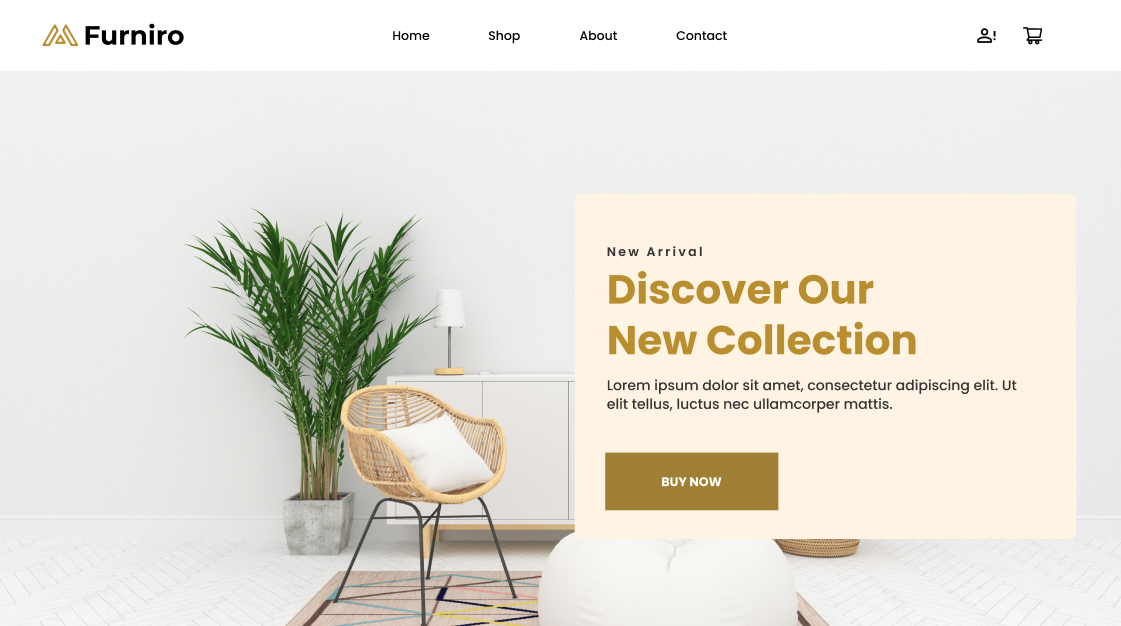 Furniro
Home
Shop
About
Contact
New Arrival
Discover Our
New Collection
Lorem ipsum dolor sit amet, consectetur adipiscing elit. Ut
elit tellus, luctus nec ullamcorper mattis.
BUY NOW